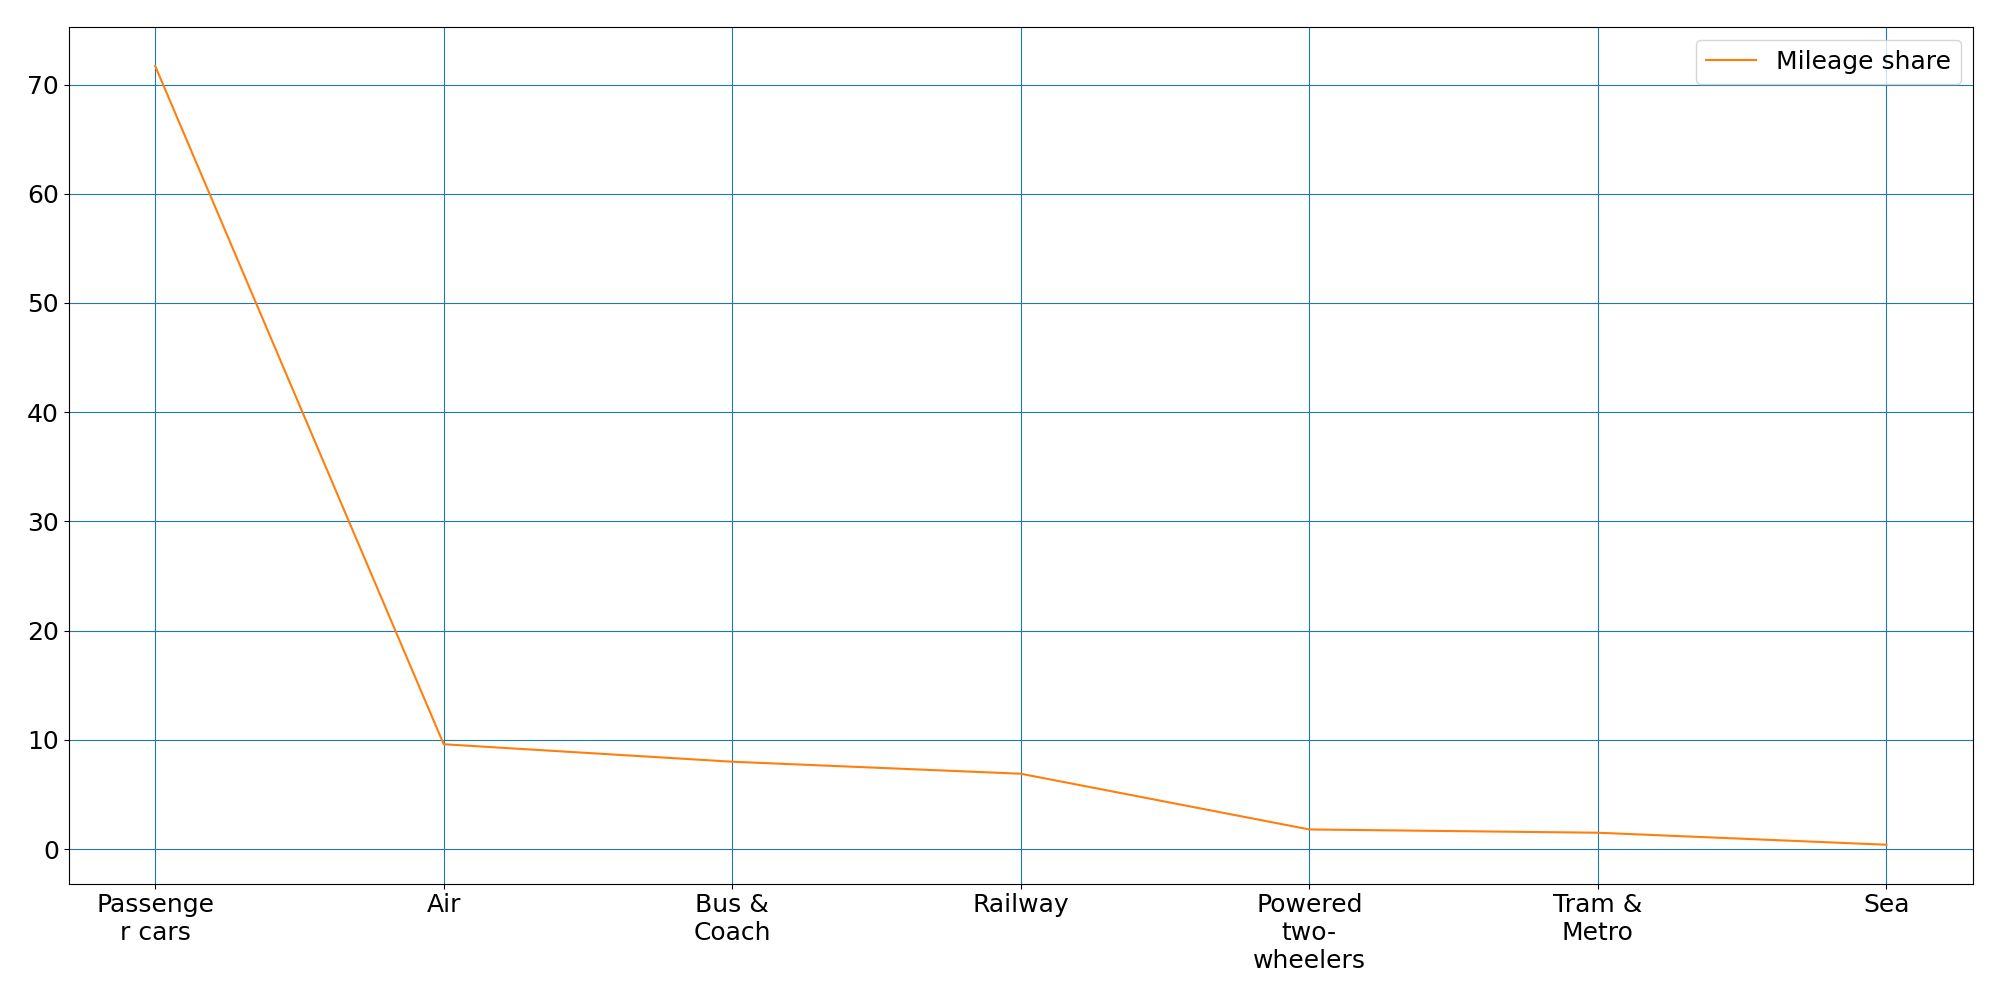 Mileage share
70
60
50
40
30
20
10
0
Passenge
r cars
Air
Bus &
Coach
Railway
Powered
two-
wheelers
Tram &
Metro
Sea